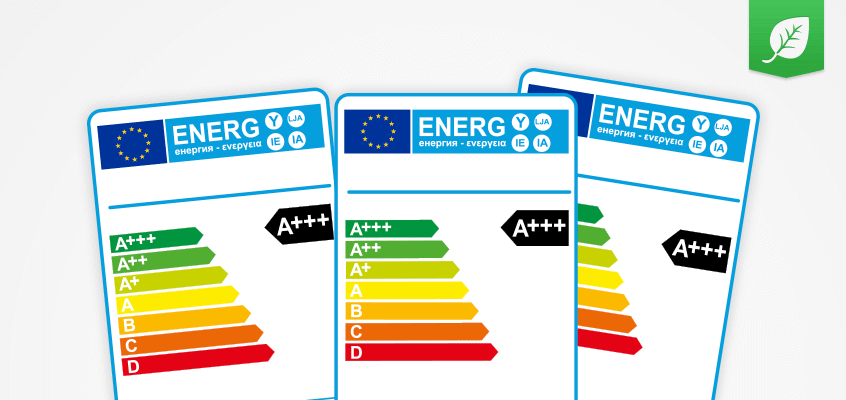 ENERG Y IJA
енергия - ενεργεια IE IA
A+++
A+++
A++
A+
A
B
C
D
ENERG Y IJA
енергия - ενεργεια IE IA
A+++
A+++
A++
A+
A
B
C
D
ENERG Y IJA
енергия - ενεργεια IE IA
A+++